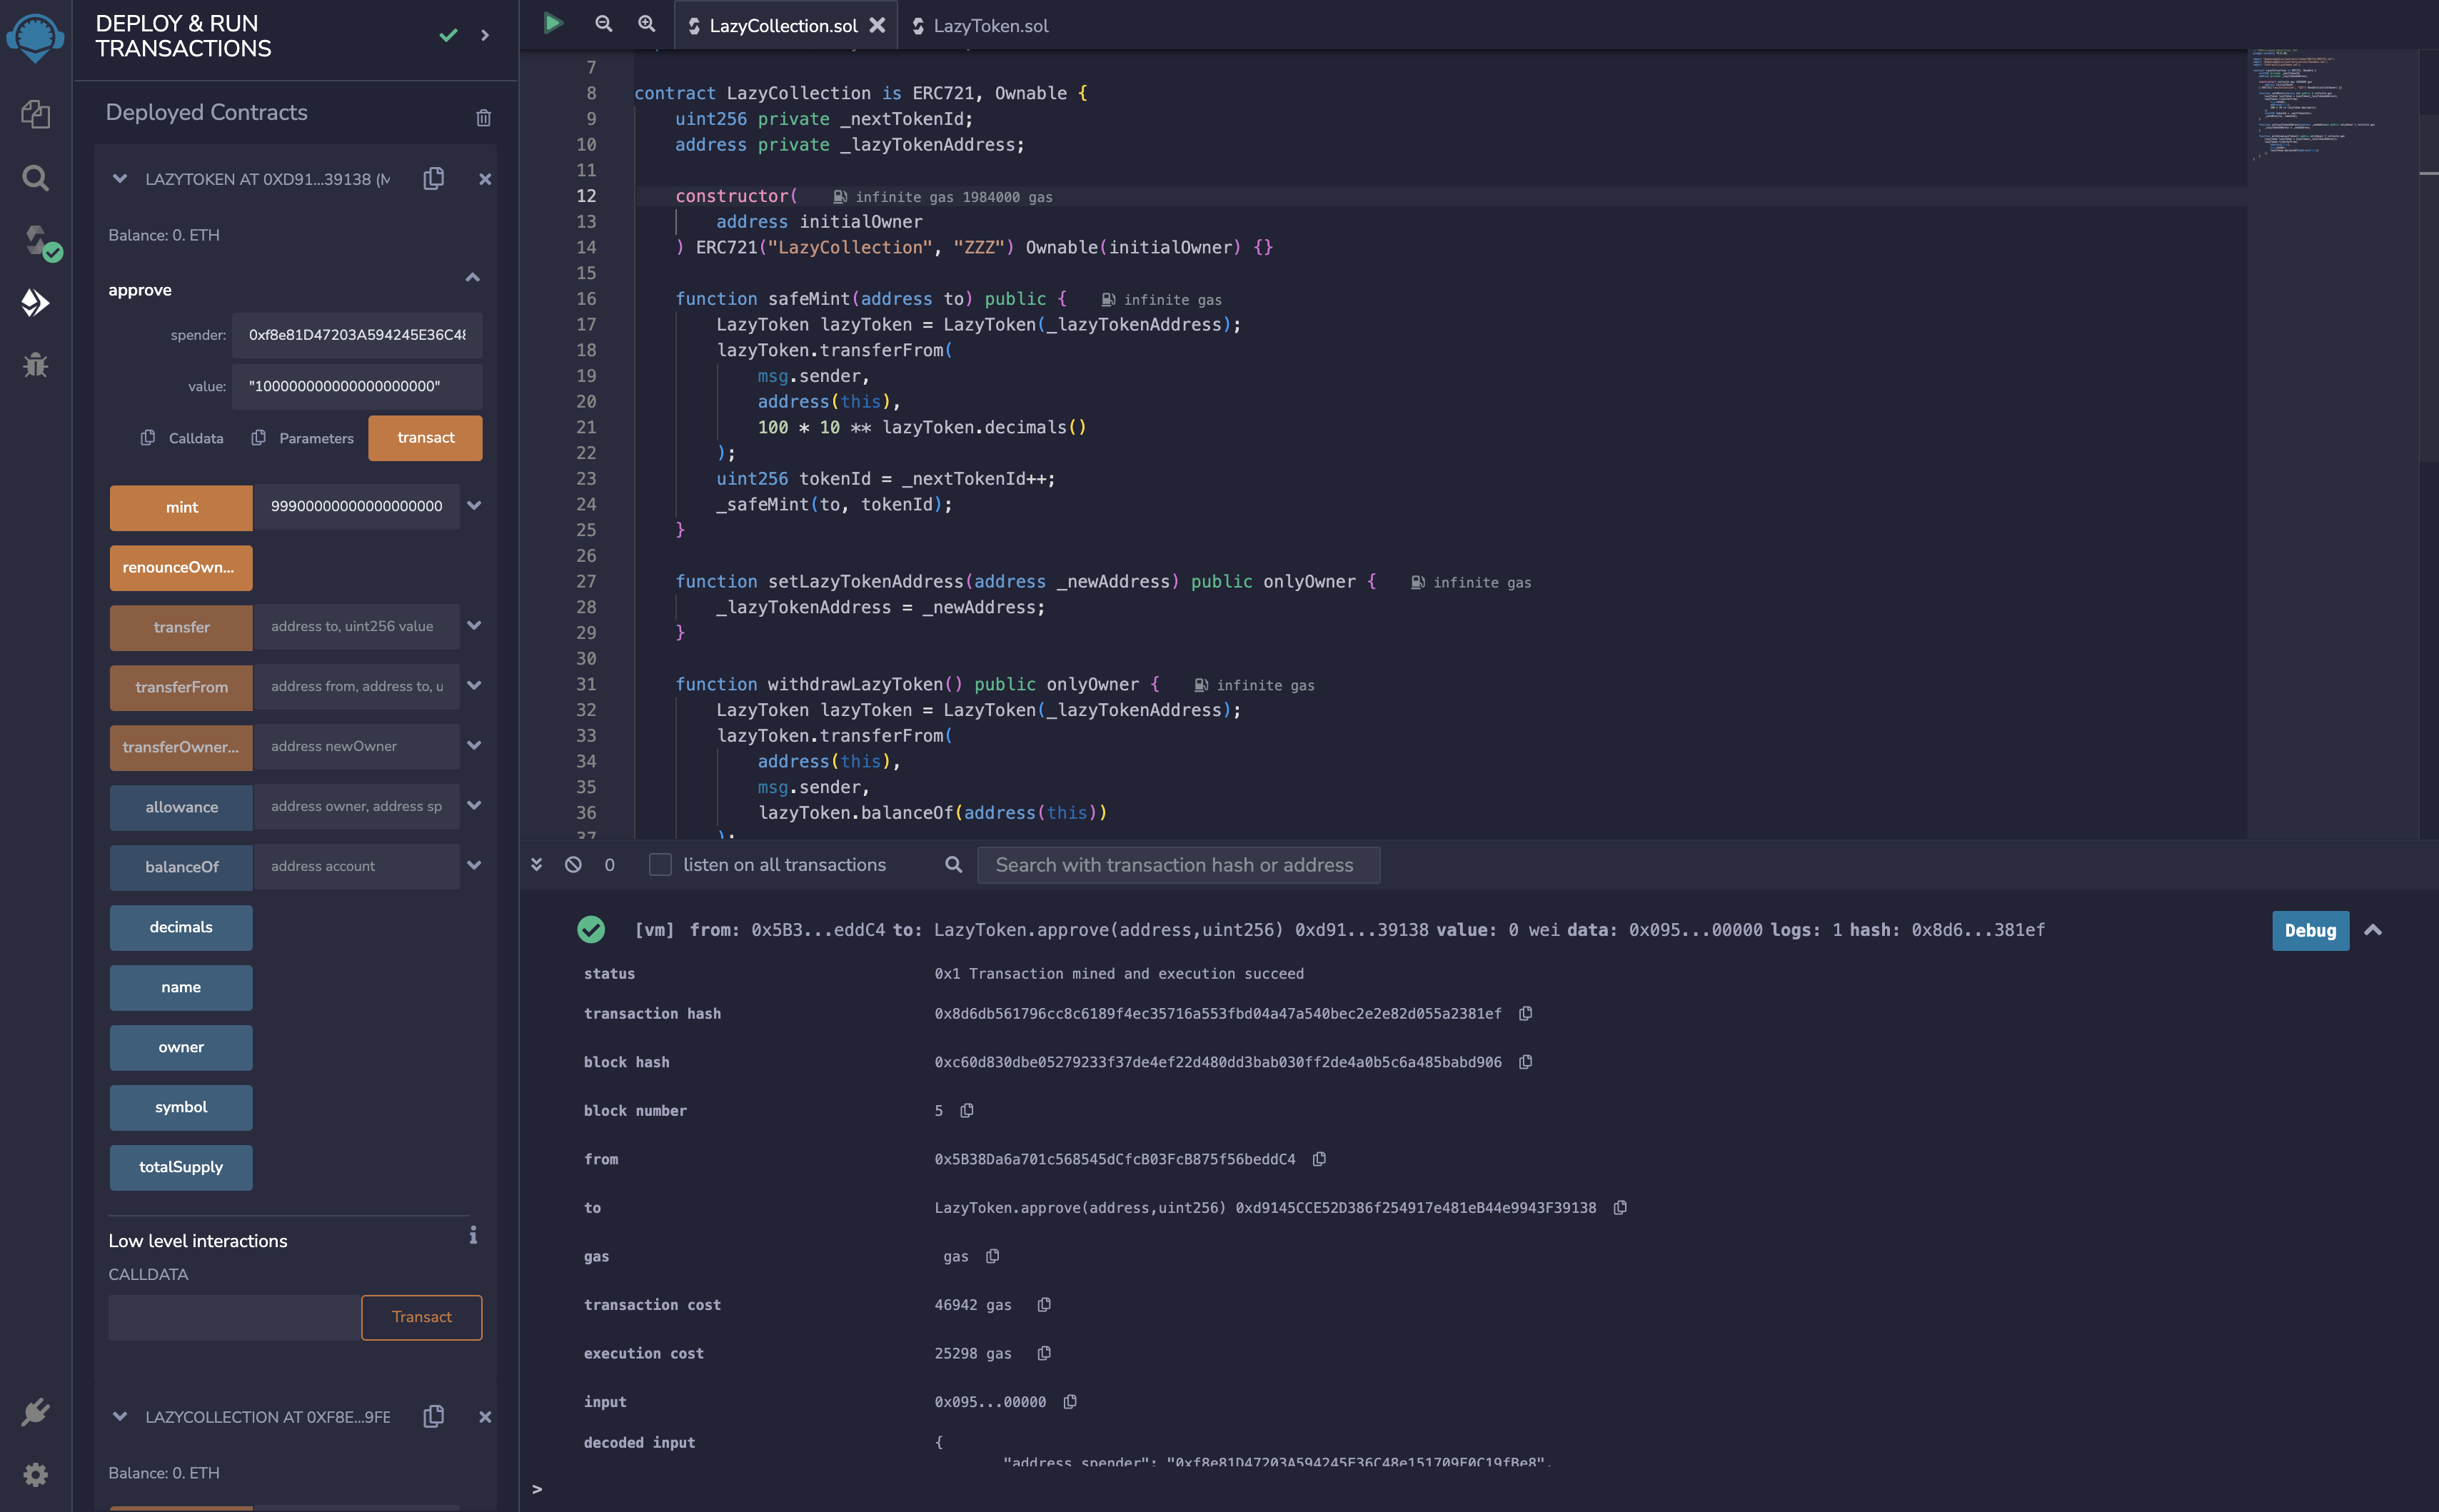 DEPLOY & RUN
TRANSACTIONS
Deployed Contracts
LAZYTOKEN AT 0XD91...39138 (M
Balance: 0. ETH
approve
spender: 0xf8e81D47203A594245E36C48
value: "100000000000000000000"
Calldata Parameters transact
mint 99900000000000000000
renounceOwn...
transfer address to, uint256 value
transferFrom address from, address to, u
transferOwner... address newOwner
allowance address owner, address sp
balanceOf address account
decimals
name
owner
symbol
totalSupply
Low level interactions
CALLDATA
Transact
LAZYCOLLECTION AT 0XF8E...9FE
Balance: 0. ETH
LazyCollection.sol LazyToken.sol
7
8 contract LazyCollection is ERC721, Ownable {
9 uint256 private _nextTokenId;
10 address private _lazyTokenAddress;
11
12 constructor( infinite gas 1984000 gas
13 address initialOwner
14 ) ERC721("LazyCollection", "ZZZ") Ownable(initialOwner) {}
15
16 function safeMint(address to) public { infinite gas
17 LazyToken lazyToken = LazyToken(_lazyTokenAddress);
18 lazyToken.transferFrom(
19 msg.sender,
20 address(this),
21 100 * 10 ** lazyToken.decimals()
22 );
23 uint256 tokenId = _nextTokenId++;
24 _safeMint(to, tokenId);
25 }
26
27 function setLazyTokenAddress(address _newAddress) public onlyOwner { infinite gas
28 _lazyTokenAddress = _newAddress;
29 }
30
31 function withdrawLazyToken() public onlyOwner { infinite gas
32 LazyToken lazyToken = LazyToken(_lazyTokenAddress);
33 lazyToken.transferFrom(
34 address(this),
35 msg.sender,
36 lazyToken.balanceOf(address(this))
37 );
0 listen on all transactions Search with transaction hash or address
[vm] from: 0x5B3...eddC4 to: LazyToken.approve(address,uint256) 0xd91...39138 value: 0 wei data: 0x095...00000 logs: 1 hash: 0x8d6...381ef Debug
status 0x1 Transaction mined and execution succeed
transaction hash 0x8d6db561796cc8c6189f4ec35716a553fbd04a47a540bec2e2e82d055a2381ef
block hash 0xc60d830dbe05279233f37de4ef22d480dd3bab030ff2de4a0b5c6a485babd906
block number 5
from 0x5B38Da6a701c568545dCfcB03FcB875f56beddC4
to LazyToken.approve(address,uint256) 0xd9145CCE52D386f254917e481eB44e9943F39138
gas gas
transaction cost 46942 gas
execution cost 25298 gas
input 0x095...00000
decoded input {
"address spender": "0xf8e81D47203A594245E36C48e151709F0C19fBe8",
>